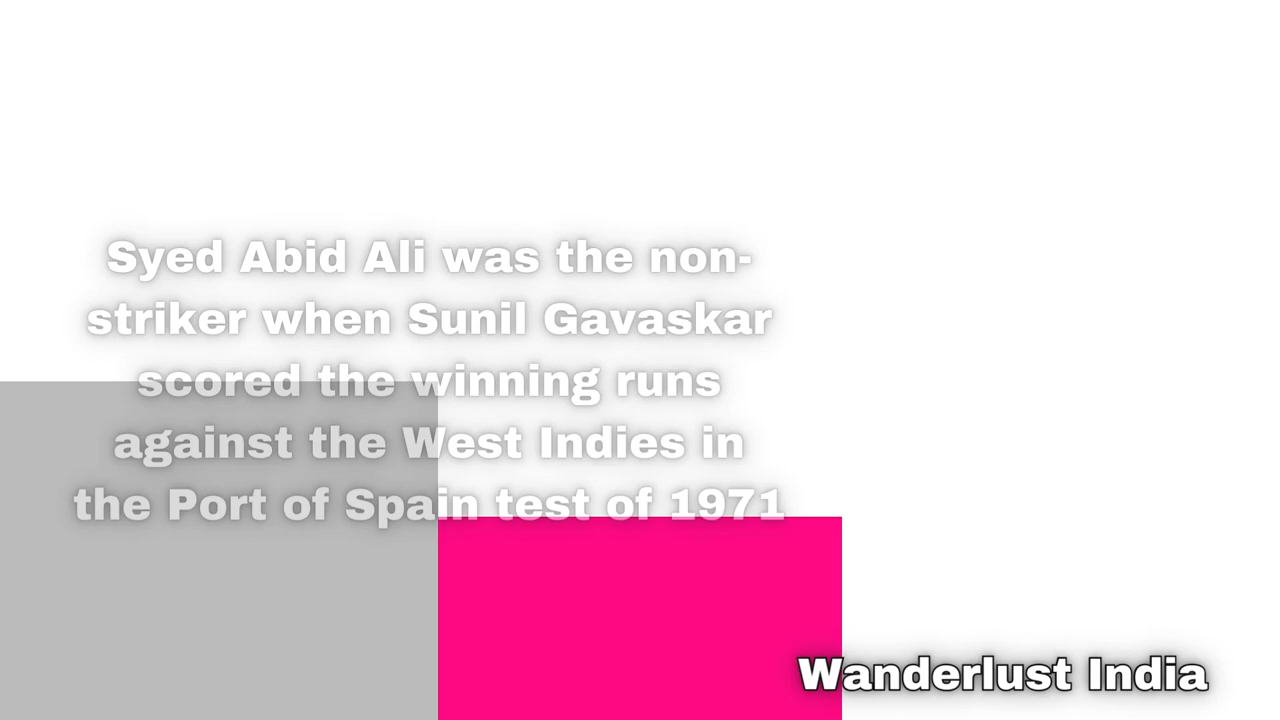 Syed Abid Ali was the non-
striker when Sunil Gavaskar
scored the winning runs
against the West Indies in
the Port of Spain test of 1971
Wanderlust India